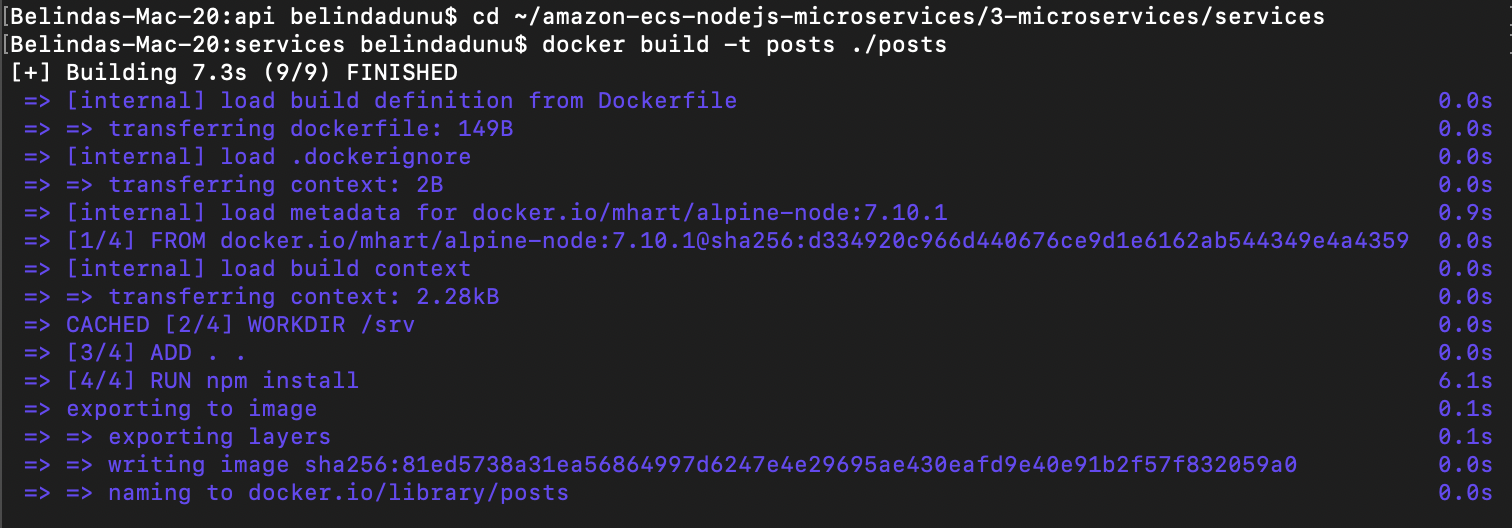 [Belindas-Mac-20:api belindadunu$ cd ~/amazon-ecs-nodejs-microservices/3-microservices/services
[Belindas-Mac-20:services belindadunu$ docker build -t posts ./posts
[+] Building 7.3s (9/9) FINISHED
=> [internal] load build definition from Dockerfile 0.0s
=> => transferring dockerfile: 149B 0.0s
=> [internal] load .dockerignore 0.0s
=> => transferring context: 2B 0.0s
=> [internal] load metadata for docker.io/mhart/alpine-node:7.10.1 0.9s
=> [1/4] FROM docker.io/mhart/alpine-node:7.10.1@sha256:d334920c966d440676ce9d1e6162ab544349e4a4359 0.0s
=> [internal] load build context 0.0s
=> => transferring context: 2.28kB 0.0s
=> CACHED [2/4] WORKDIR /srv 0.0s
=> [3/4] ADD . . 0.0s
=> [4/4] RUN npm install 6.1s
=> exporting to image 0.1s
=> => exporting layers 0.1s
=> => writing image sha256:81ed5738a31ea56864997d6247e4e29695ae430eafd9e40e91b2f57f832059a0 0.0s
=> => naming to docker.io/library/posts 0.0s